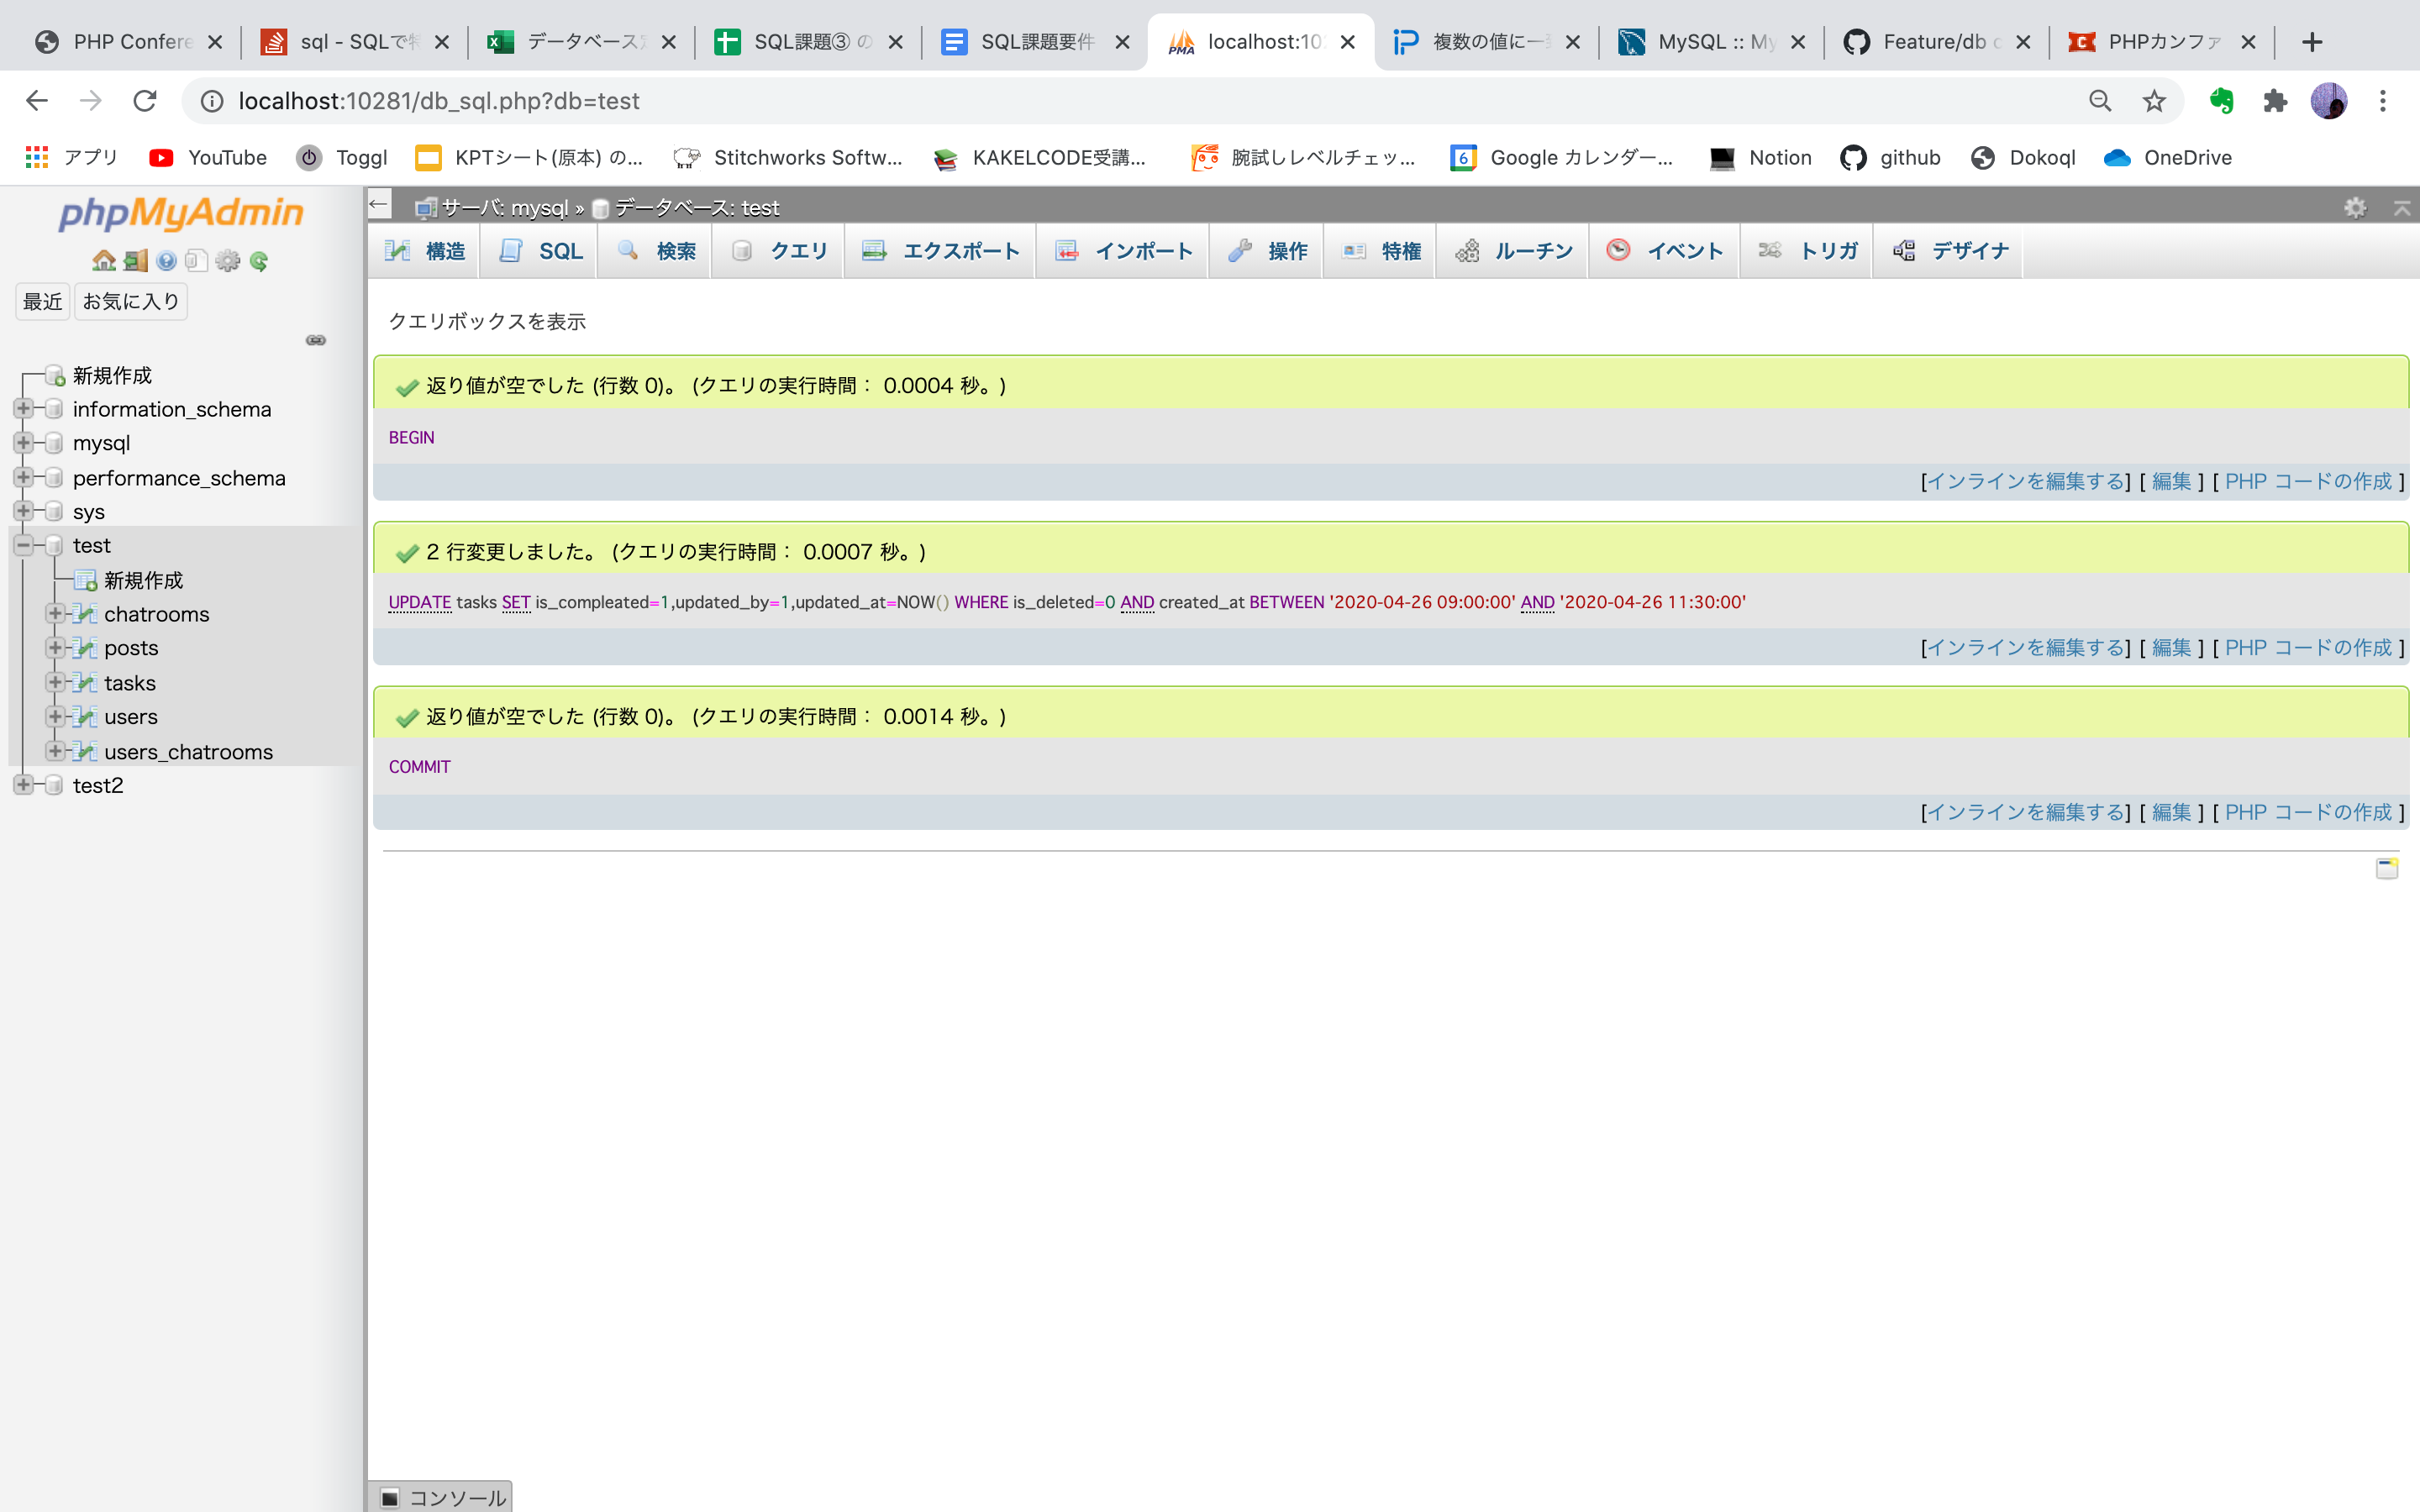 PHP Confere
sql - SQLで特
データベース定
SQL課題③ の
SQL課題要件
PMA
localhost:10
複数の値に一致
MySQL :: My
Feature/db c
PHPカンファ
localhost:10281/db_sql.php?db=test
アプリ
YouTube
Toggl
KPTシート(原本) の...
Stitchworks Softw...
KAKELCODE受講...
腕試しレベルチェッ...
6
Google カレンダー...
Notion
github
Dokoql
OneDrive
phpMyAdmin
最近
お気に入り
新規作成
information_schema
mysql
performance_schema
sys
test
新規作成
chatrooms
posts
tasks
users
users_chatrooms
test2
サーバ: mysql » データベース: test
構造
SQL
検索
クエリ
エクスポート
インポート
操作
特権
ルーチン
イベント
トリガ
デザイナ
クエリボックスを表示
返り値が空でした (行数 0)。 (クエリの実行時間： 0.0004 秒。)
BEGIN
[インラインを編集する] [ 編集 ] [ PHP コードの作成 ]
2 行変更しました。 (クエリの実行時間： 0.0007 秒。)
UPDATE tasks SET is_compleated=1,updated_by=1,updated_at=NOW() WHERE is_deleted=0 AND created_at BETWEEN '2020-04-26 09:00:00' AND '2020-04-26 11:30:00'
[インラインを編集する] [ 編集 ] [ PHP コードの作成 ]
返り値が空でした (行数 0)。 (クエリの実行時間： 0.0014 秒。)
COMMIT
[インラインを編集する] [ 編集 ] [ PHP コードの作成 ]
コンソール